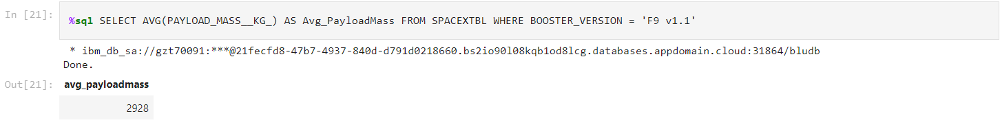 In [21]: %sql SELECT AVG(PAYLOAD_MASS__KG_) AS Avg_PayloadMass FROM SPACEXTBL WHERE BOOSTER_VERSION = 'F9 v1.1'
* ibm_db_sa://gzt70091:***@21fecfd8-47b7-4937-840d-d791d0218660.bs2io90l08kqb1od8lcg.databases.appdomain.cloud:31864/bludb
Done.
Out[21]: avg_payloadmass
2928